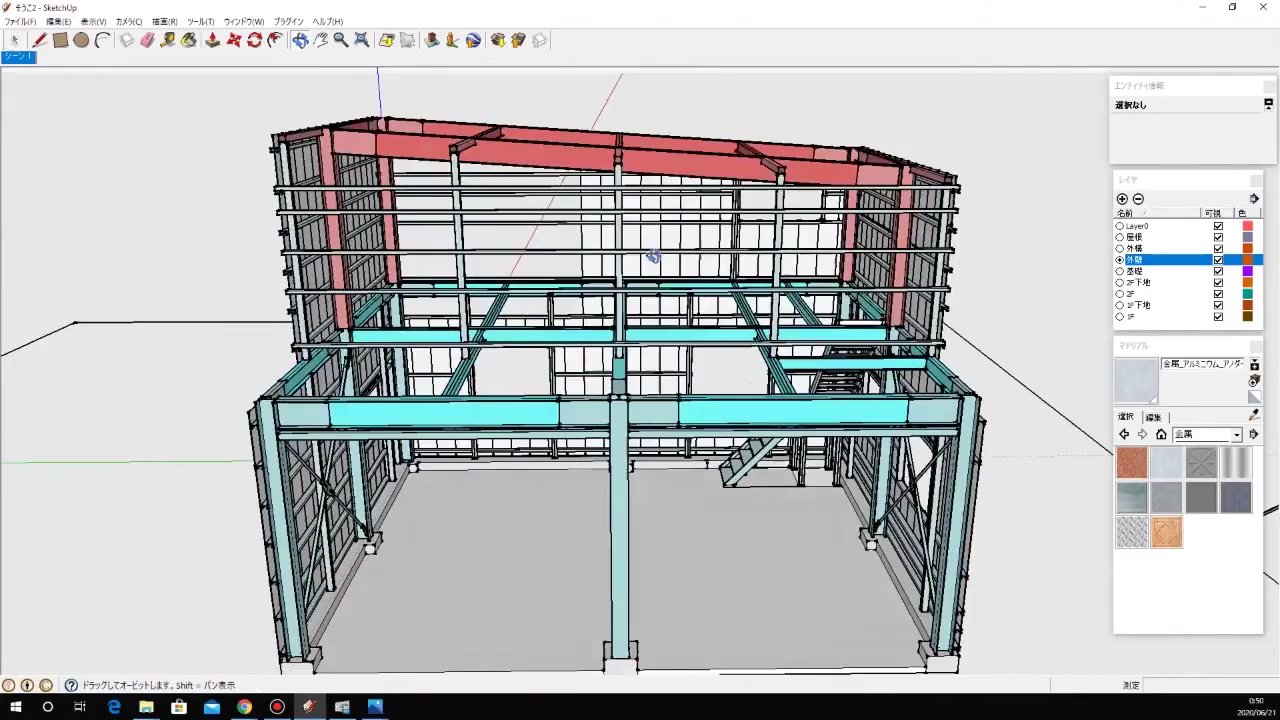 そうこ2 - SketchUp
ファイル(F) 編集(E) 表示(V) カメラ(C) 描画(R) ツール(T) ウィンドウ(W) プラグイン ヘルプ(H)
シーン 1
エンティティ情報
選択なし
レイヤ
名前 可視 色
Layer0
屋根
外構
外壁
基礎
2F下地
2F
1F下地
1F
マテリアル
金属_アルミニウム_アノダ
選択 編集
金属
ドラッグしてオービットします。Shift = パン表示
測定
0:50
2020/06/21